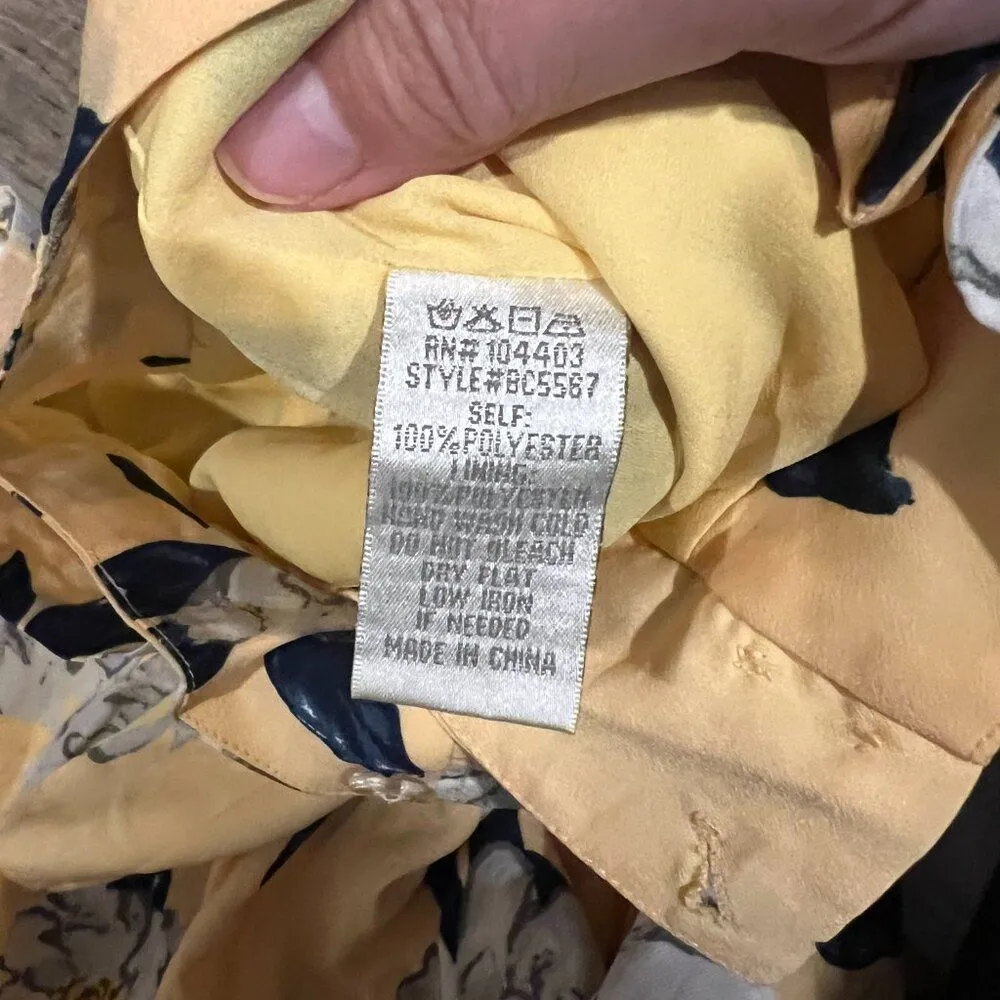 RN# 104403
STYLE#BC5587
SELF:
100%POLYESTER
LINING:
100%POLYESTER
HAND WASH COLD
DO NOT BLEACH
DRY FLAT
LOW IRON
IF NEEDED
MADE IN CHINA